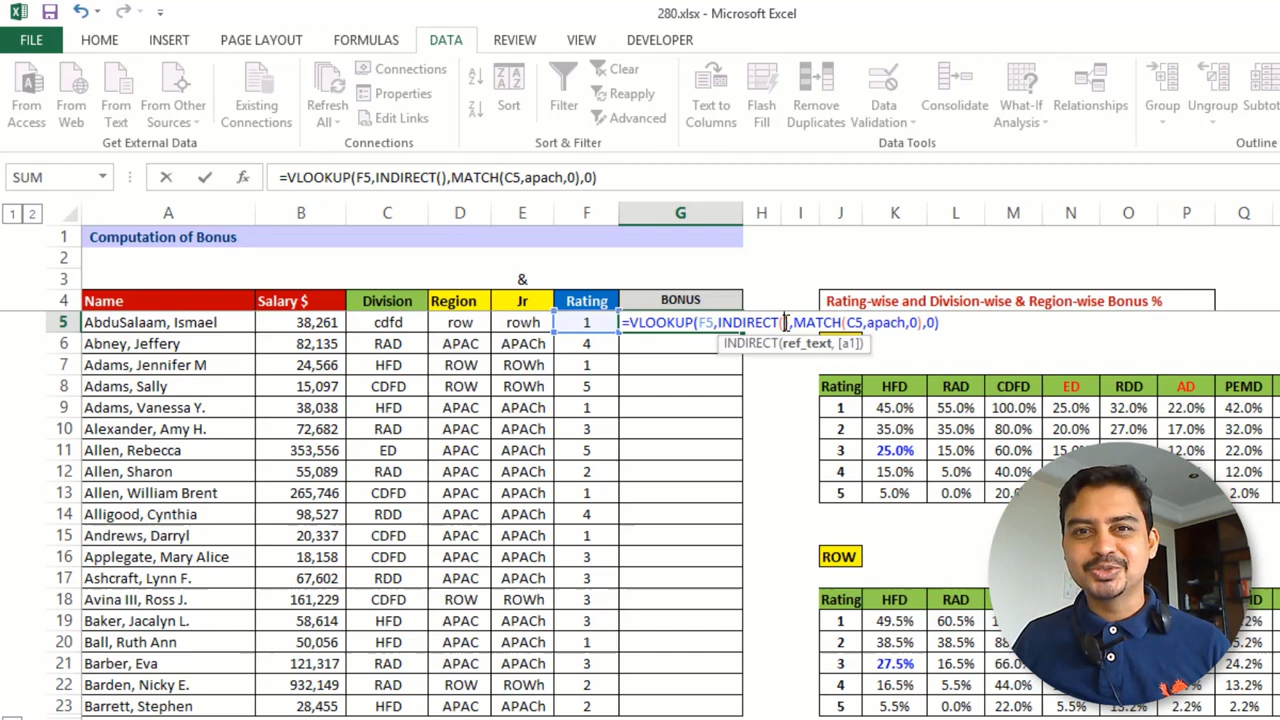 280.xlsx - Microsoft Excel
FILE HOME INSERT PAGE LAYOUT FORMULAS DATA REVIEW VIEW DEVELOPER
From Access From Web From Text From Other Sources Existing Connections Refresh All Connections Properties Edit Links Sort Filter Clear Reapply Advanced Text to Columns Flash Fill Remove Duplicates Data Validation Consolidate What-If Analysis Relationships Group Ungroup Subtot
Get External Data Connections Sort & Filter Data Tools Outline
SUM =VLOOKUP(F5,INDIRECT(),MATCH(C5,apach,0),0)
1 2 A B C D E F G H I J K L M N O P Q
1 Computation of Bonus
2
3 &
4 Name Salary $ Division Region Jr Rating BONUS Rating-wise and Division-wise & Region-wise Bonus %
5 AbduSalaam, Ismael 38,261 cdfd row rowh 1 =VLOOKUP(F5,INDIRECT(),MATCH(C5,apach,0),0)
6 Abney, Jeffery 82,135 RAD ROW ROWh 4 INDIRECT(ref_text, [a1])
7 Adams, Jennifer M 24,566 HFD ROW ROWh 1
8 Adams, Sally 15,097 CDFD ROW ROWh 5 Rating HFD RAD CDFD ED RDD AD PEMD
9 Adams, Vanessa Y. 38,038 HFD APAC APACh 1 1 45.0% 55.0% 100.0% 25.0% 32.0% 22.0% 42.0%
10 Alexander, Amy H. 72,682 RAD APAC APACh 3 2 35.0% 35.0% 80.0% 20.0% 27.0% 17.0% 32.0%
11 Allen, Rebecca 353,556 ED APAC APACh 5 3 25.0% 15.0% 60.0% 12.0% 22.0%
12 Allen, Sharon 55,089 RAD APAC APACh 2 4 15.0% 5.0% 40.0% 12.0%
13 Allen, William Brent 265,746 CDFD APAC APACh 1 5 5.0% 0.0% 2.0%
14 Alligood, Cynthia 98,527 RDD APAC APACh 4
15 Andrews, Darryl 20,337 CDFD APAC APACh 1
16 Applegate, Mary Alice 18,158 CDFD APAC APACh 3 ROW
17 Ashcraft, Lynn F. 67,602 RDD APAC APACh 3
18 Avina III, Ross J. 161,229 CDFD ROW ROWh 3 Rating HFD RAD
19 Baker, Jacalyn L. 58,614 HFD APAC APACh 3 1 49.5% 60.5%
20 Ball, Ruth Ann 50,056 HFD APAC APACh 1 2 38.5% 38.5%
21 Barber, Eva 121,317 RAD APAC APACh 3 3 27.5% 16.5% 66.0% 24.2%
22 Barden, Nicky E. 932,149 RAD ROW ROWh 2 4 16.5% 5.5% 44.0% 13.2%
23 Barrett, Stephen 28,455 HFD APAC APACh 2 5 5.5% 0.0% 22.0% 5.5% 13.2% 2.2% 2.2%